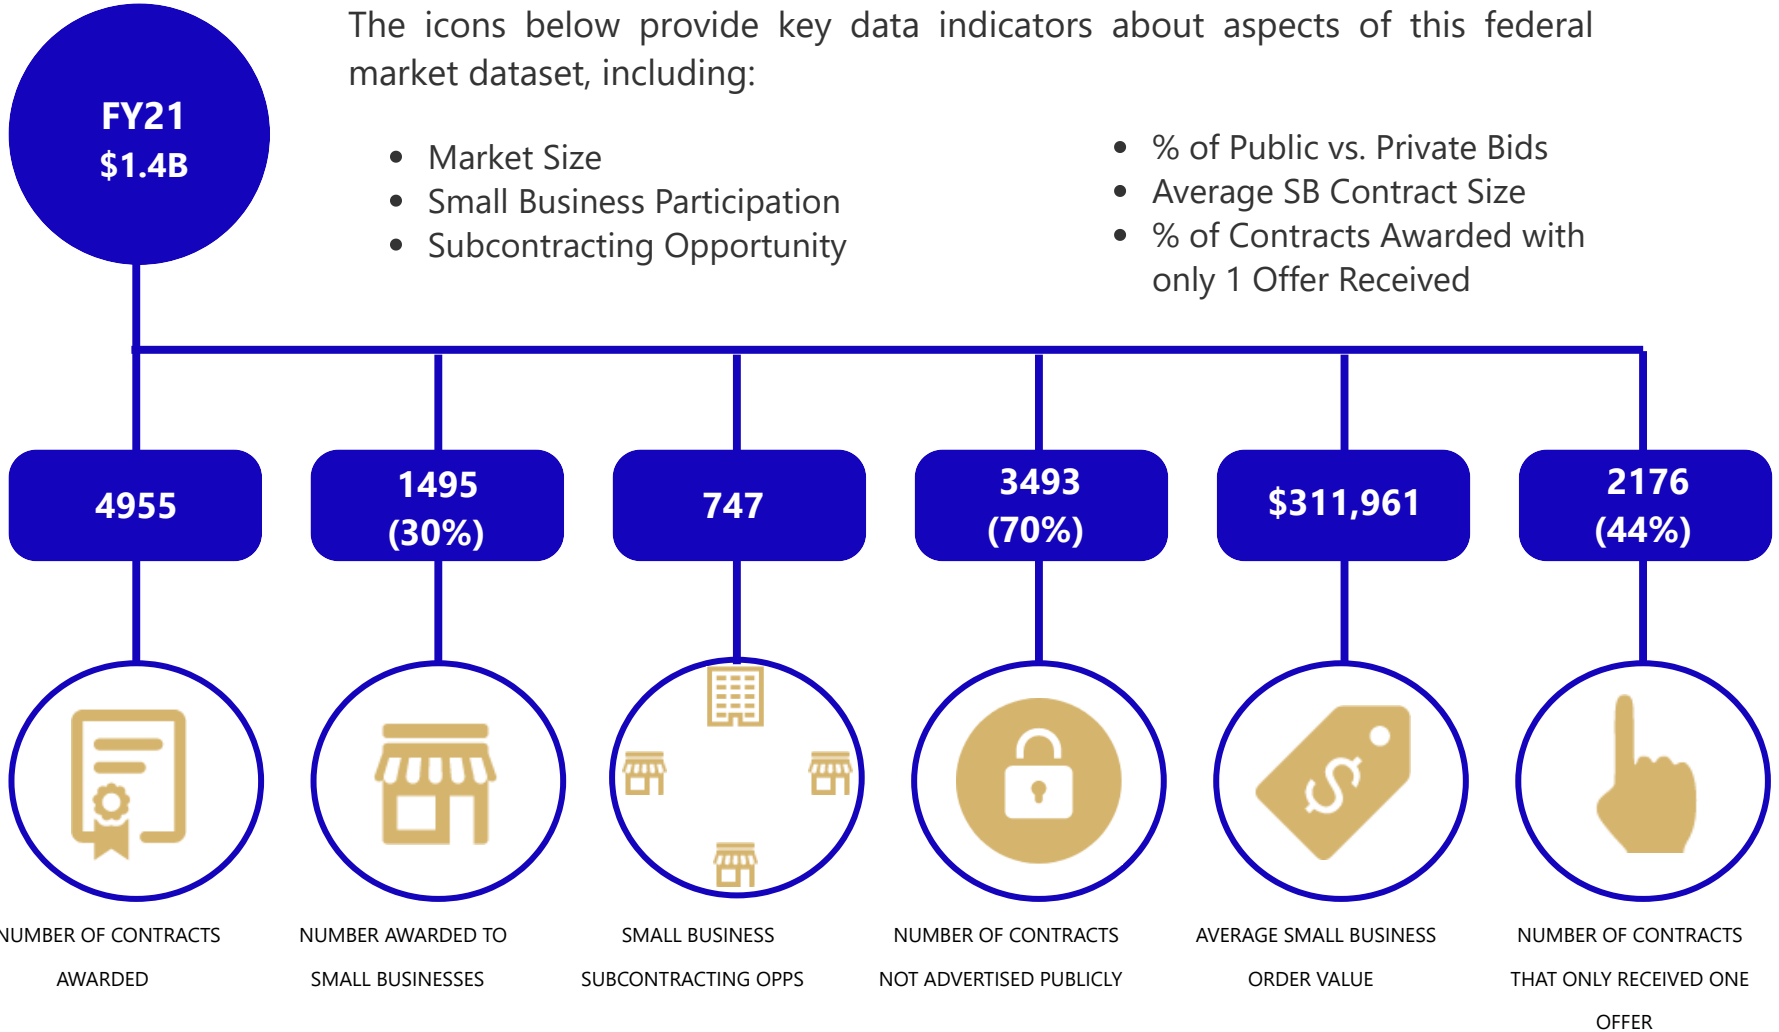 FY21
$1.4B
The icons below provide key data indicators about aspects of this federal
market dataset, including:
• Market Size
• Small Business Participation
• Subcontracting Opportunity
• % of Public vs. Private Bids
• Average SB Contract Size
• % of Contracts Awarded with
only 1 Offer Received
4955
1495
(30%)
747
3493
(70%)
$311,961
2176
(44%)
$
NUMBER OF CONTRACTS
AWARDED
NUMBER AWARDED TO
SMALL BUSINESSES
SMALL BUSINESS
SUBCONTRACTING OPPS
NUMBER OF CONTRACTS
NOT ADVERTISED PUBLICLY
AVERAGE SMALL BUSINESS
ORDER VALUE
NUMBER OF CONTRACTS
THAT ONLY RECEIVED ONE
OFFER